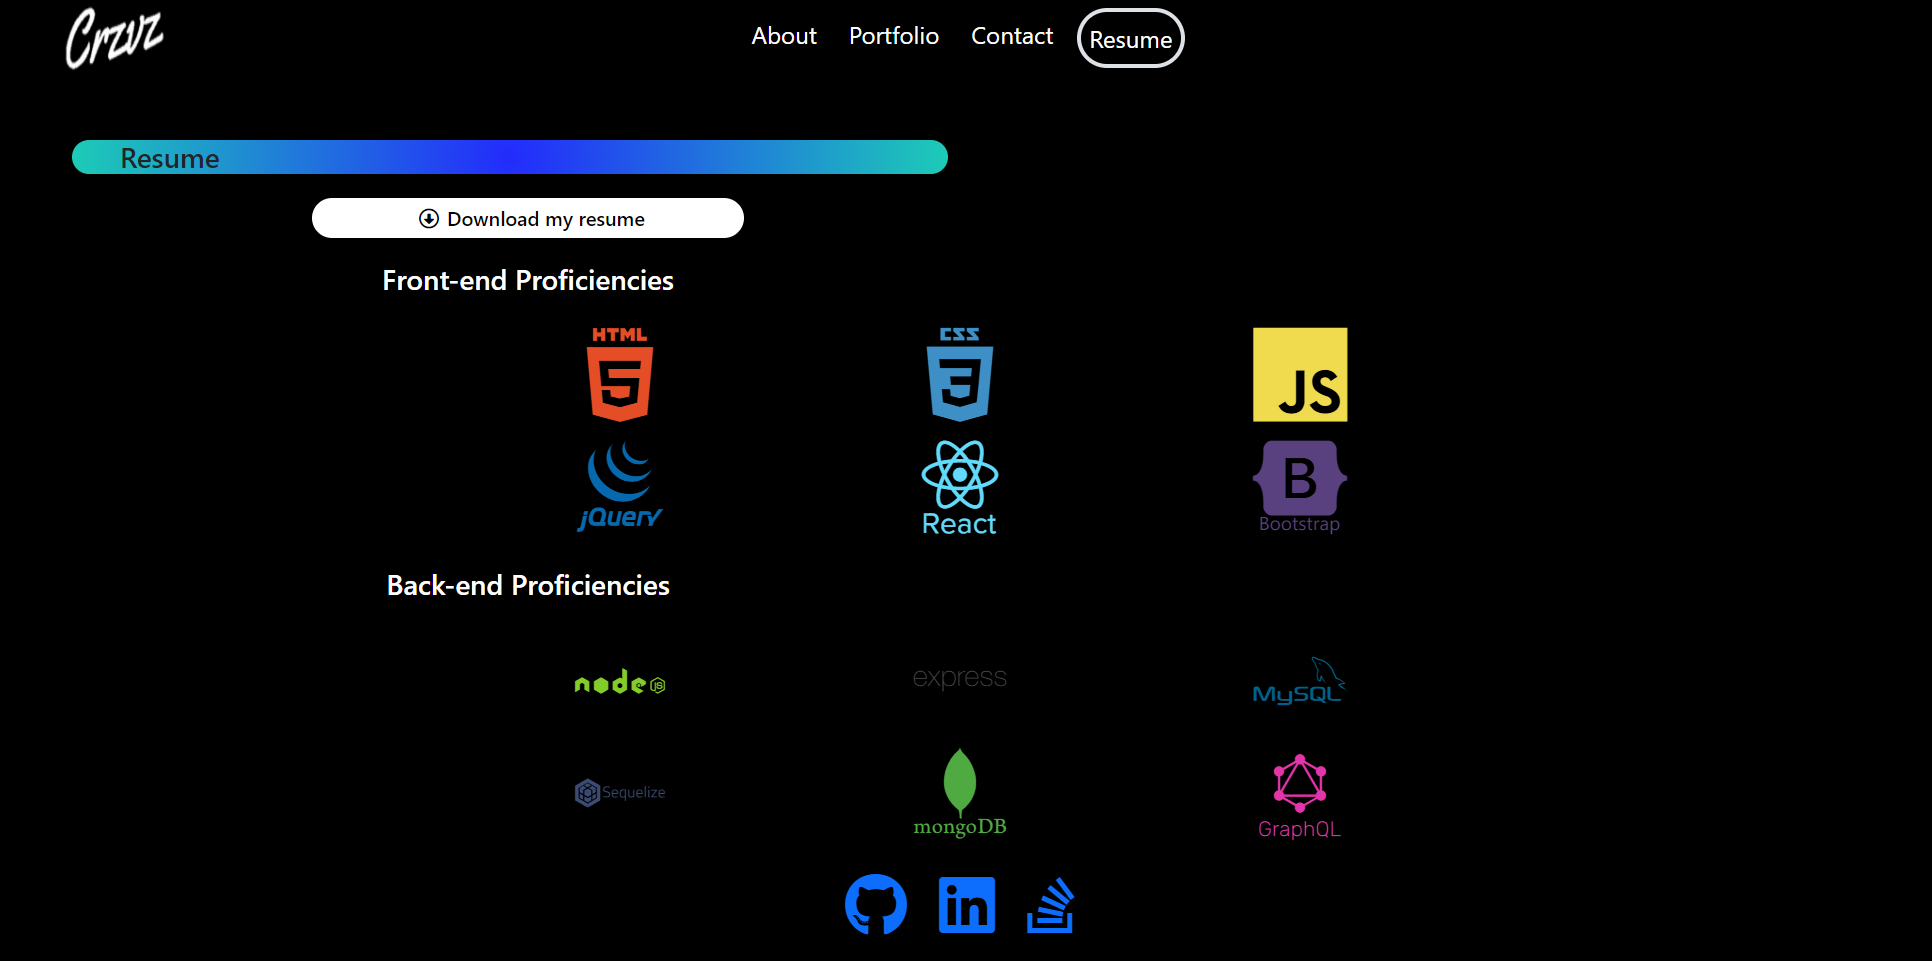 Crzvz
About Portfolio Contact Resume
Resume
Download my resume
Front-end Proficiencies
HTML
5
CSS
3
JS
jQuery
React
B
Bootstrap
Back-end Proficiencies
node JS
express
MySQL
Sequelize
mongoDB
GraphQL
in